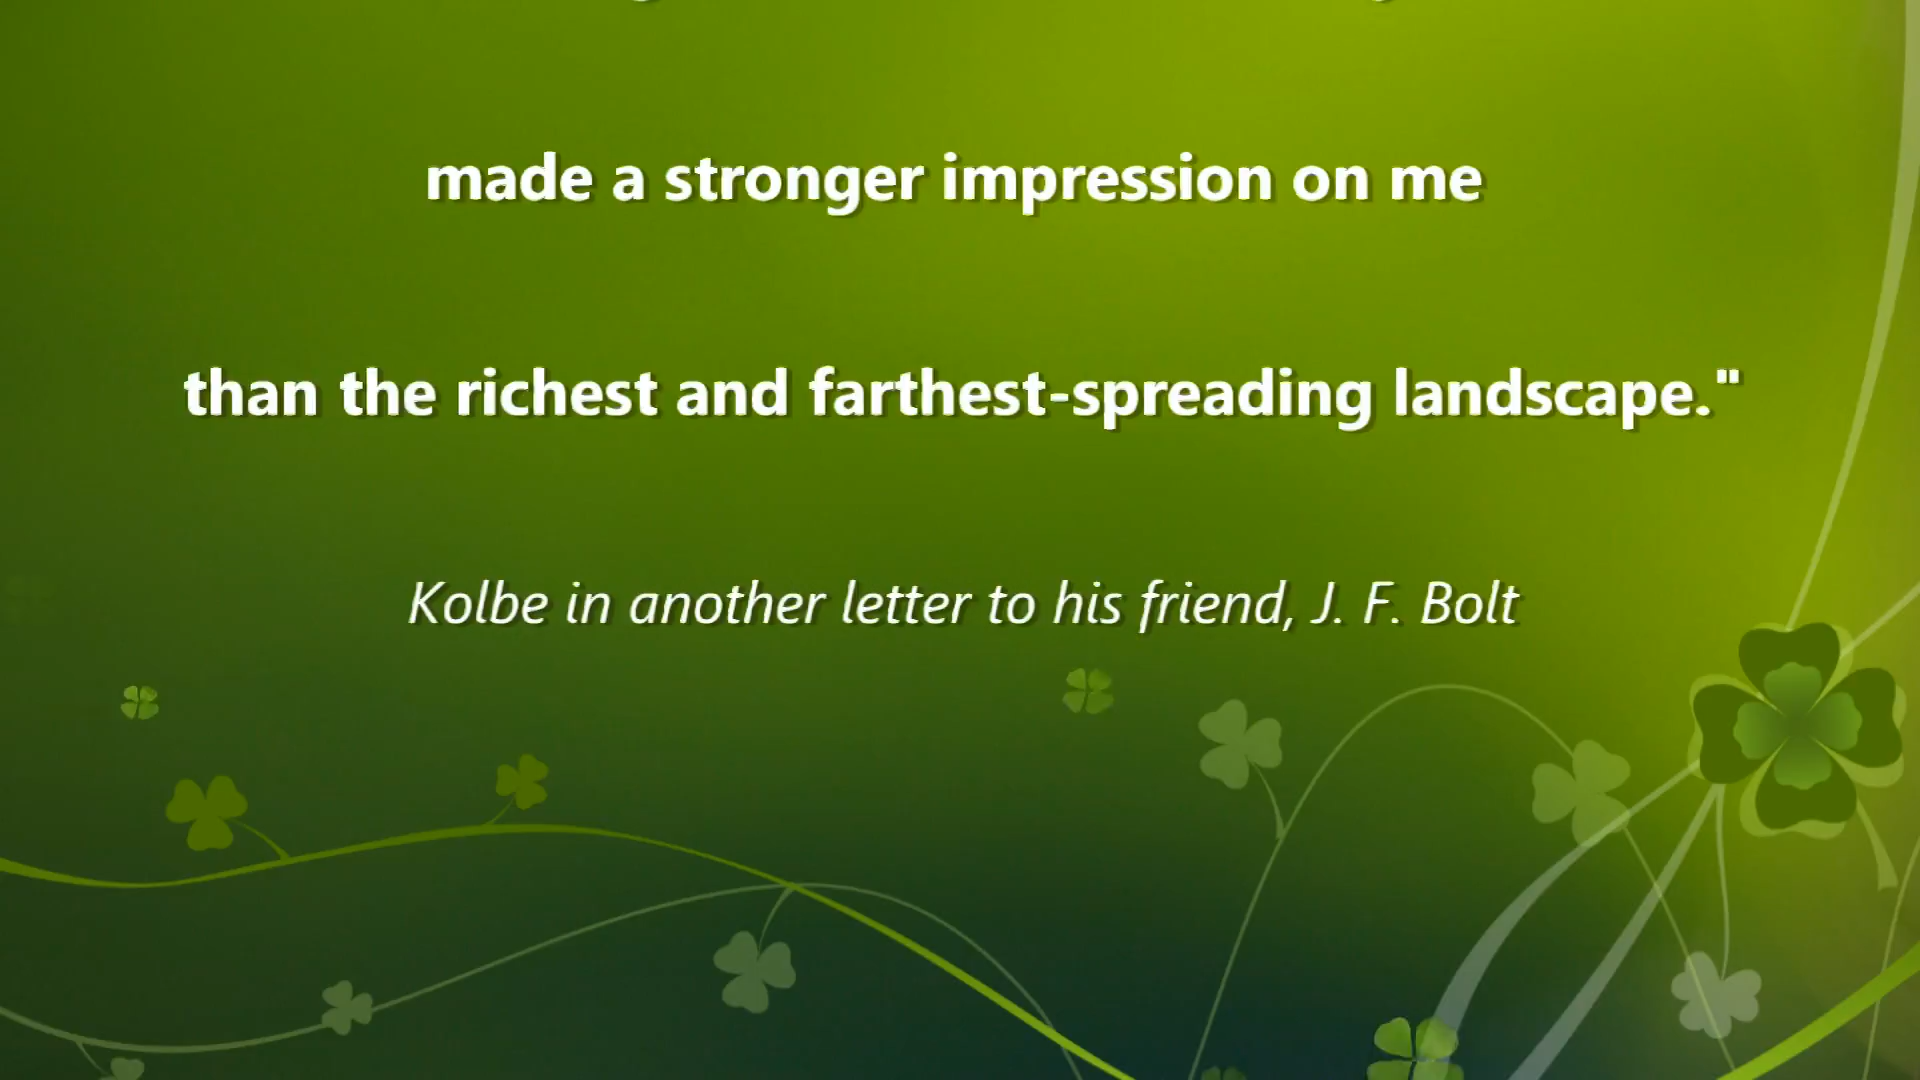 made a stronger impression on me
than the richest and farthest-spreading landscape."
Kolbe in another letter to his friend, J. F. Bolt